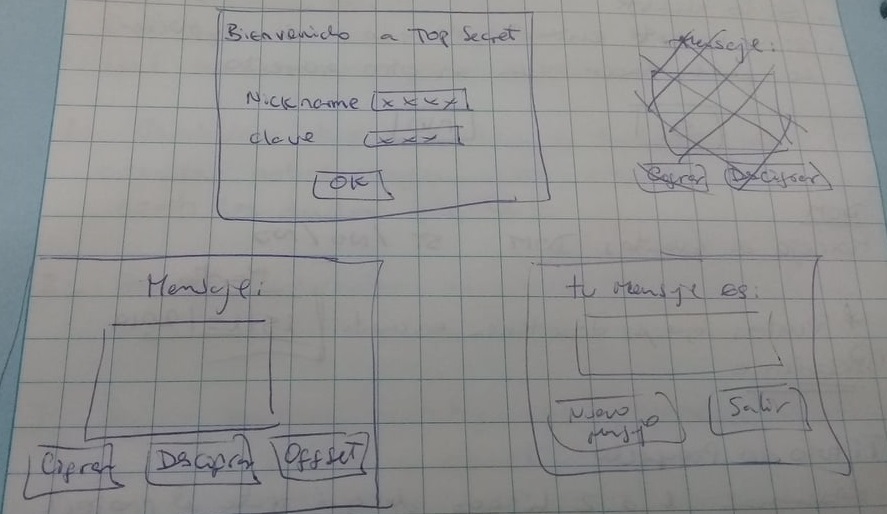 Bienvenido a Top Secret
Nickname xxxx
clave xxx
OK
Mensaje:
Cifrar Descifrar
Mensaje:
Cifrar Descifrar Offset
tu mensaje es:
Nuevo
msje
Salir